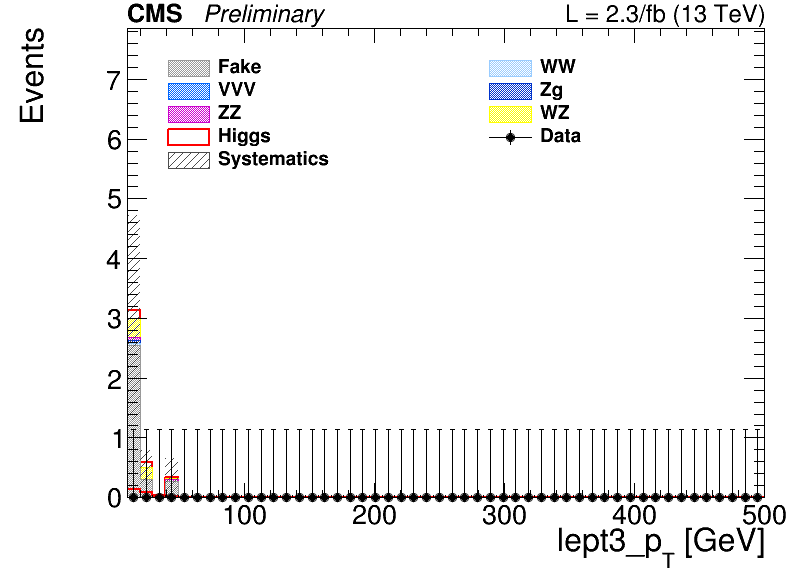 CMS Preliminary L = 2.3/fb (13 TeV)
Events
7
6
5
4
3
2
1
0
Fake WW
VVV Zg
ZZ WZ
Higgs Data
Systematics
100 200 300 400 500
lept3_p_T [GeV]